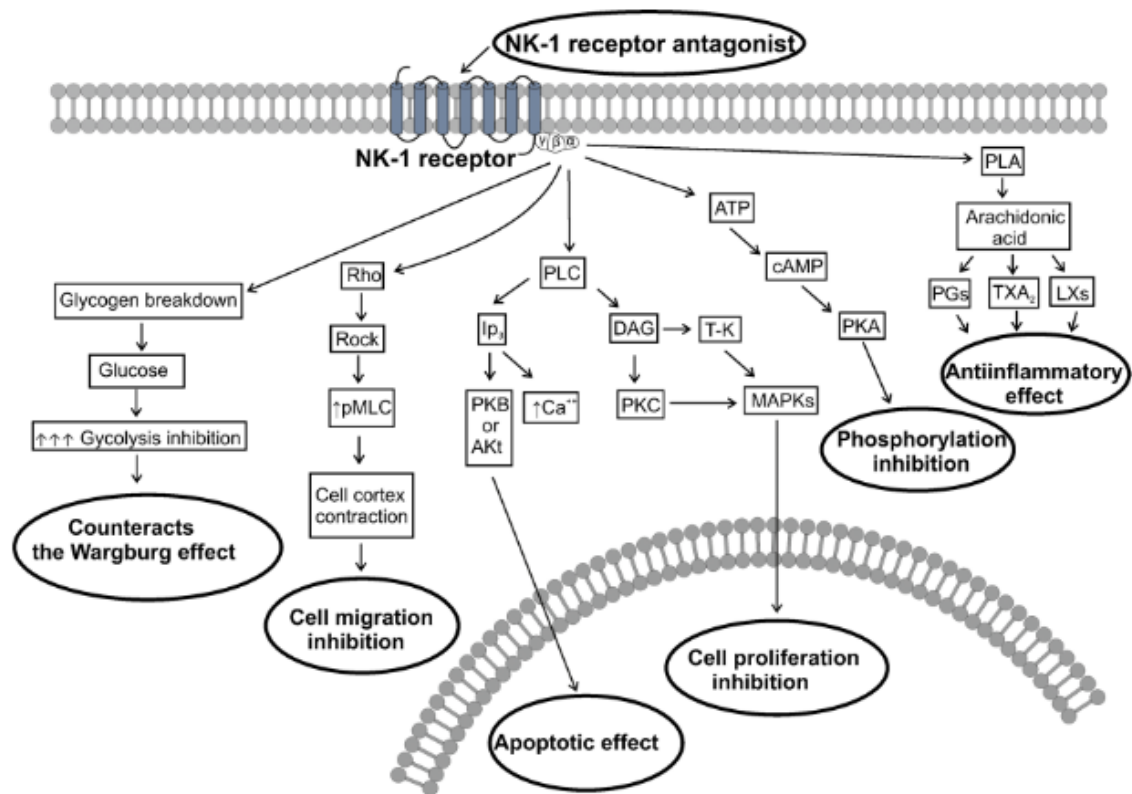 NK-1 receptor antagonist
NK-1 receptor
γ β α
PLA
Arachidonic
acid
PGs
TXA₂
LXs
Antiinflammatory
effect
ATP
cAMP
PKA
Phosphorylation
inhibition
PLC
Ip₃
DAG
T-K
PKB
or
AKt
↑Ca⁺⁺
PKC
MAPKs
Apoptotic effect
Cell proliferation
inhibition
Rho
Rock
↑pMLC
Cell cortex
contraction
Cell migration
inhibition
Glycogen breakdown
Glucose
↑↑↑ Gycolysis inhibition
Counteracts
the Wargburg effect